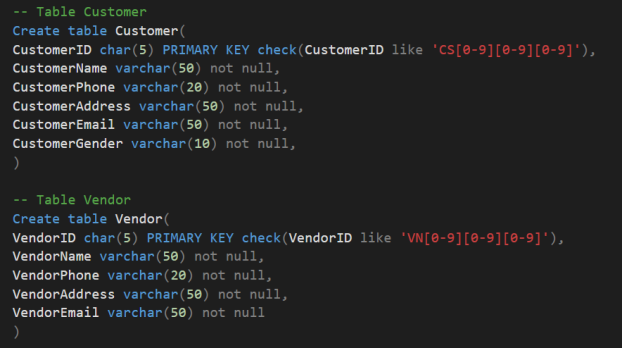 -- Table Customer
Create table Customer(
CustomerID char(5) PRIMARY KEY check(CustomerID like 'CS[0-9][0-9][0-9]'),
CustomerName varchar(50) not null,
CustomerPhone varchar(20) not null,
CustomerAddress varchar(50) not null,
CustomerEmail varchar(50) not null,
CustomerGender varchar(10) not null,
)
-- Table Vendor
Create table Vendor(
VendorID char(5) PRIMARY KEY check(VendorID like 'VN[0-9][0-9][0-9]'),
VendorName varchar(50) not null,
VendorPhone varchar(20) not null,
VendorAddress varchar(50) not null,
VendorEmail varchar(50) not null
)